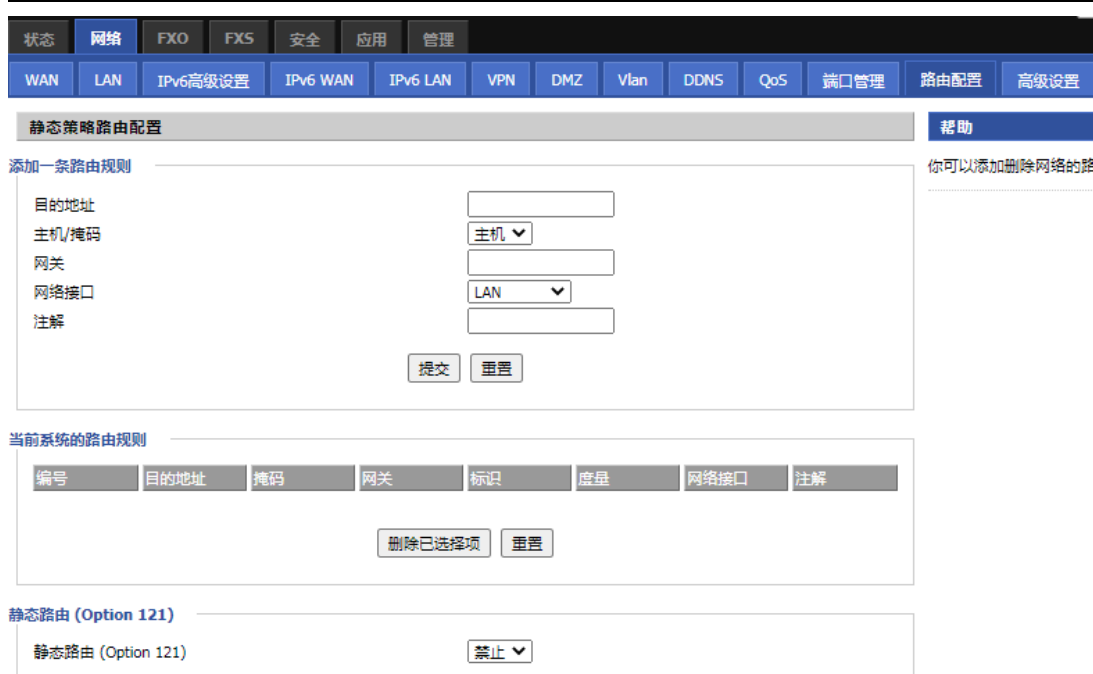 状态 网络 FXO FXS 安全 应用 管理
WAN LAN IPv6高级设置 IPv6 WAN IPv6 LAN VPN DMZ Vlan DDNS QoS 端口管理 路由配置 高级设置
静态策略路由配置
帮助
添加一条路由规则
你可以添加删除网络的路
目的地址
主机/掩码 主机
网关
网络接口 LAN
注解
提交 重置
当前系统的路由规则
编号 目的地址 掩码 网关 标识 度量 网络接口 注解
删除已选择项 重置
静态路由 (Option 121)
静态路由 (Option 121) 禁止